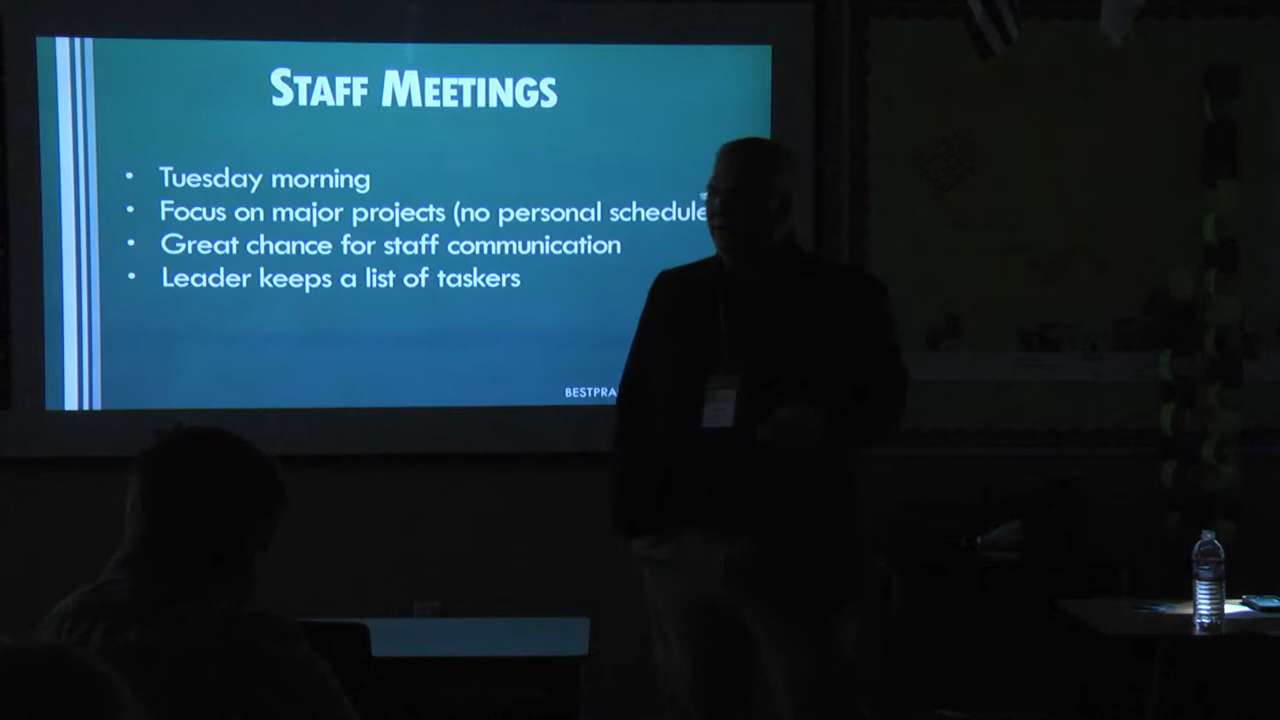 STAFF MEETINGS
• Tuesday morning
• Focus on major projects (no personal schedule
• Great chance for staff communication
• Leader keeps a list of taskers
BESTPRA